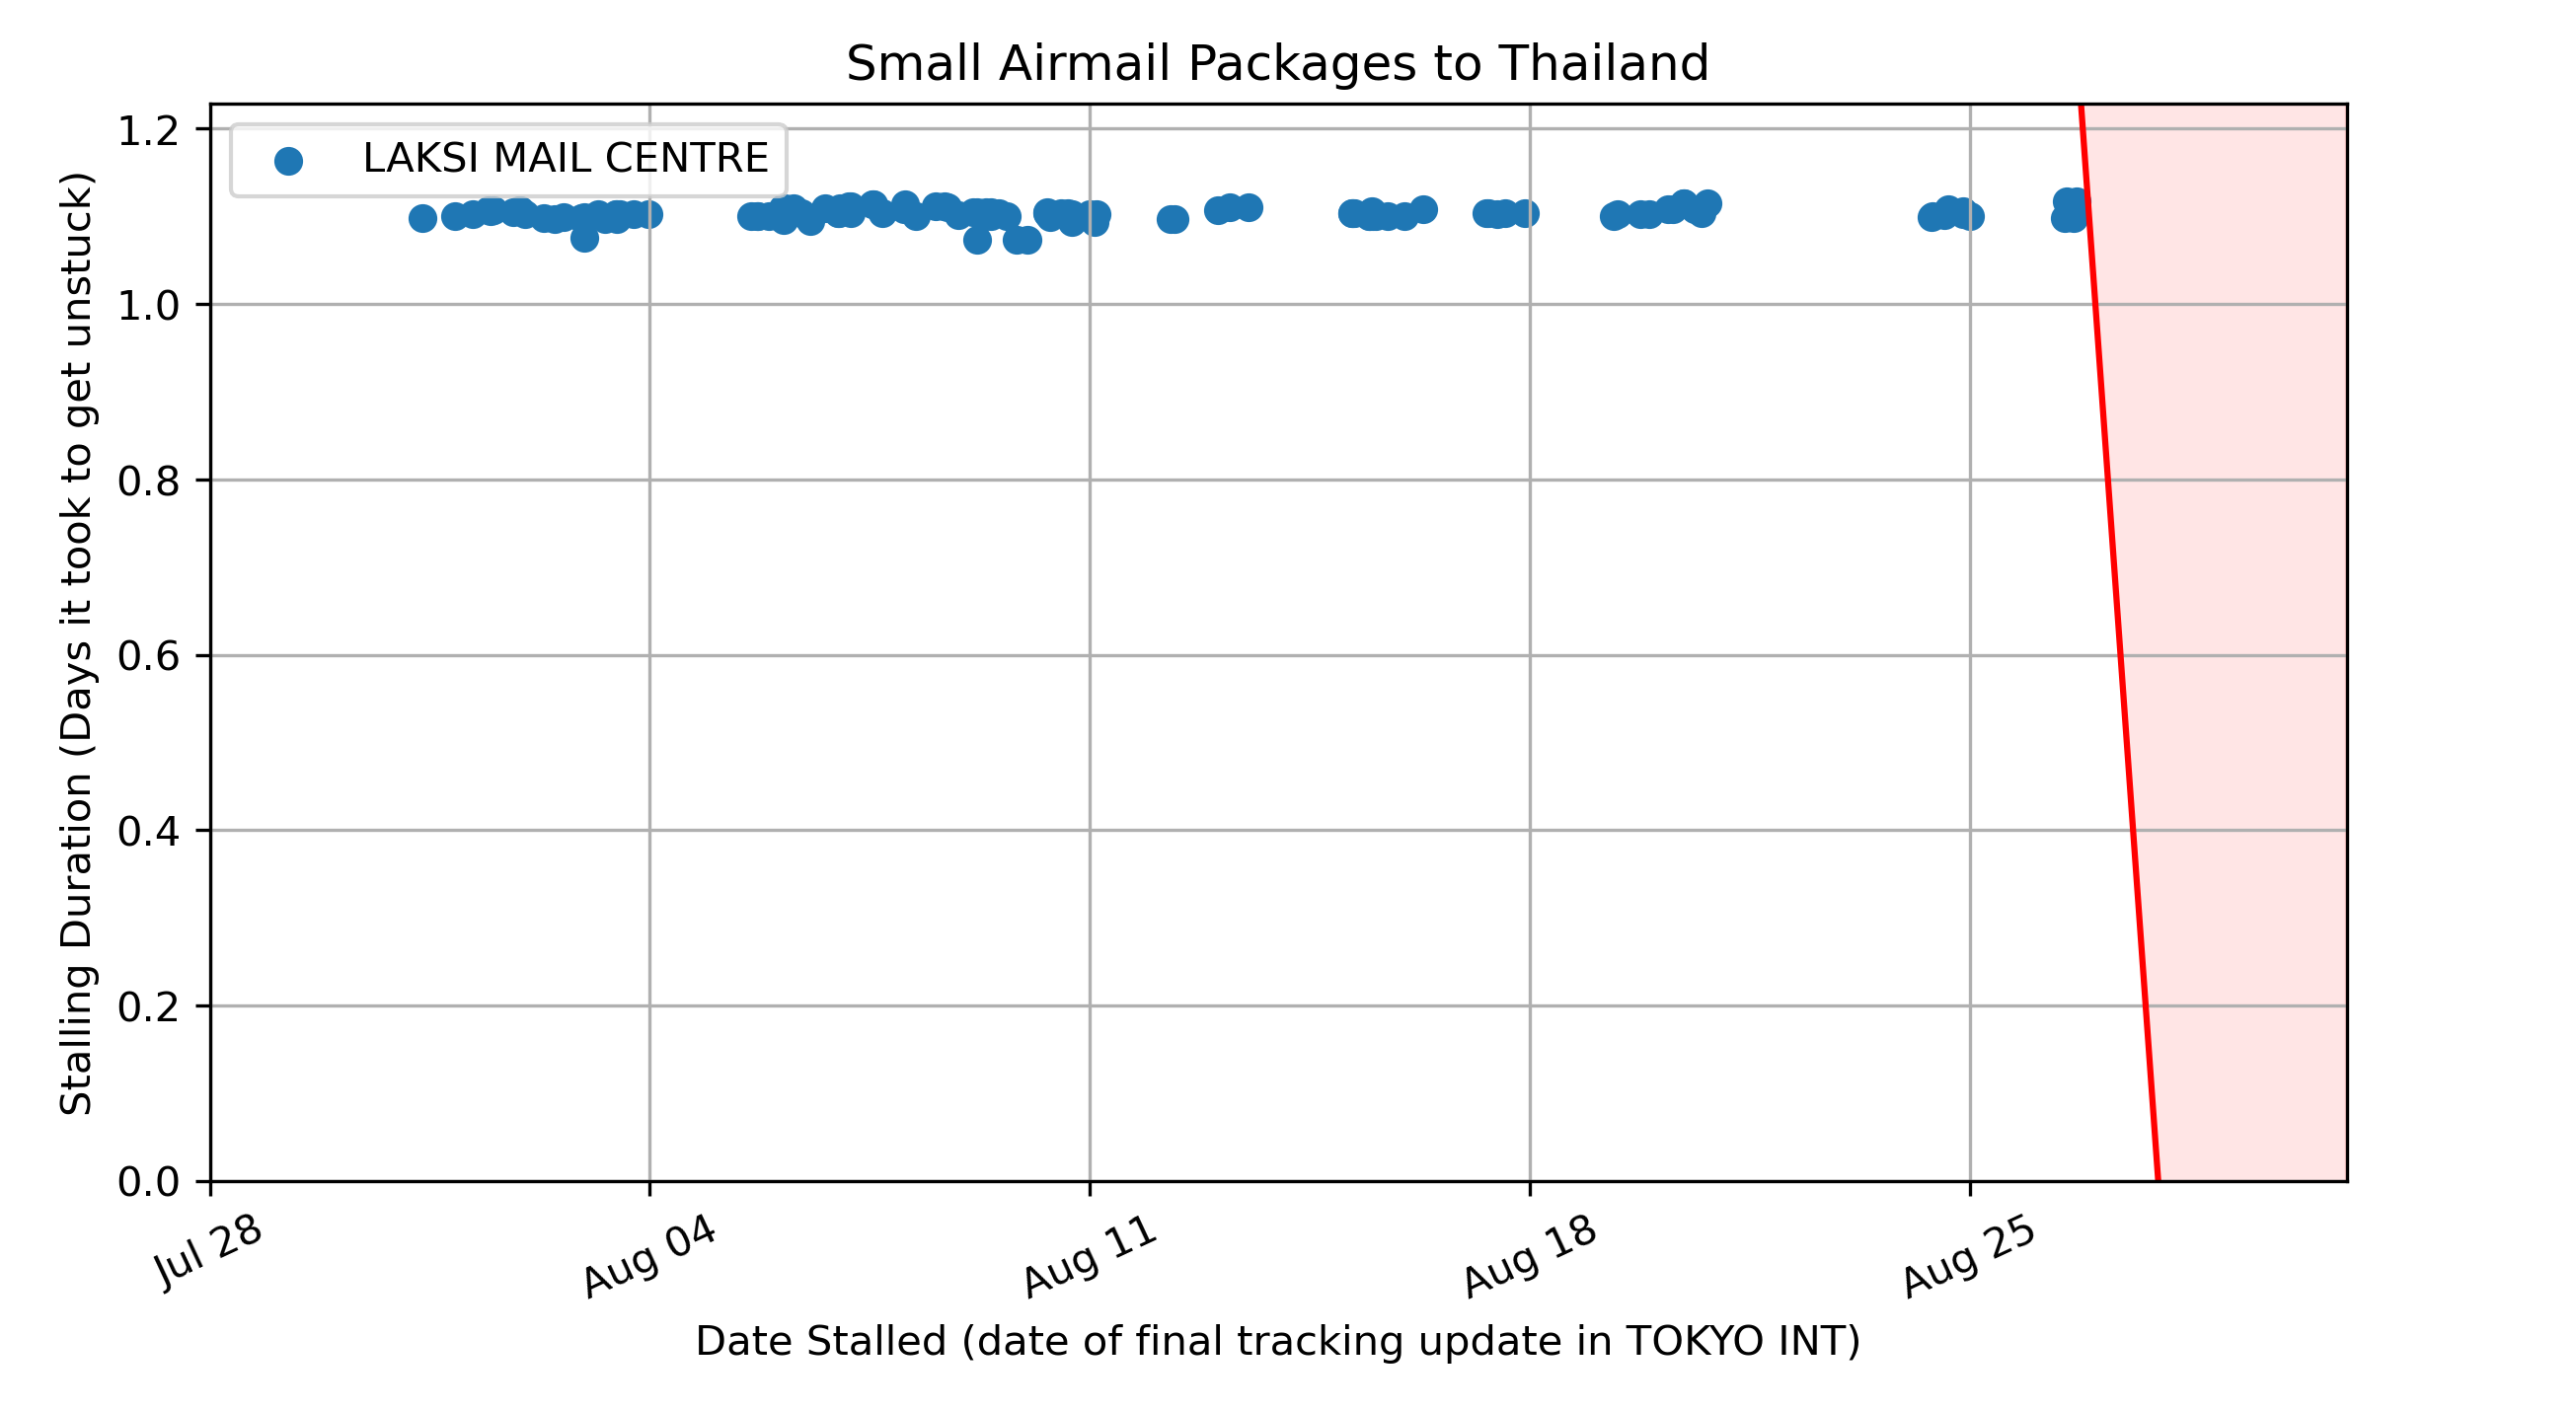 Small Airmail Packages to Thailand
LAKSI MAIL CENTRE
Stalling Duration (Days it took to get unstuck)
1.2
1.0
0.8
0.6
0.4
0.2
0.0
Jul 28
Aug 04
Aug 11
Aug 18
Aug 25
Date Stalled (date of final tracking update in TOKYO INT)